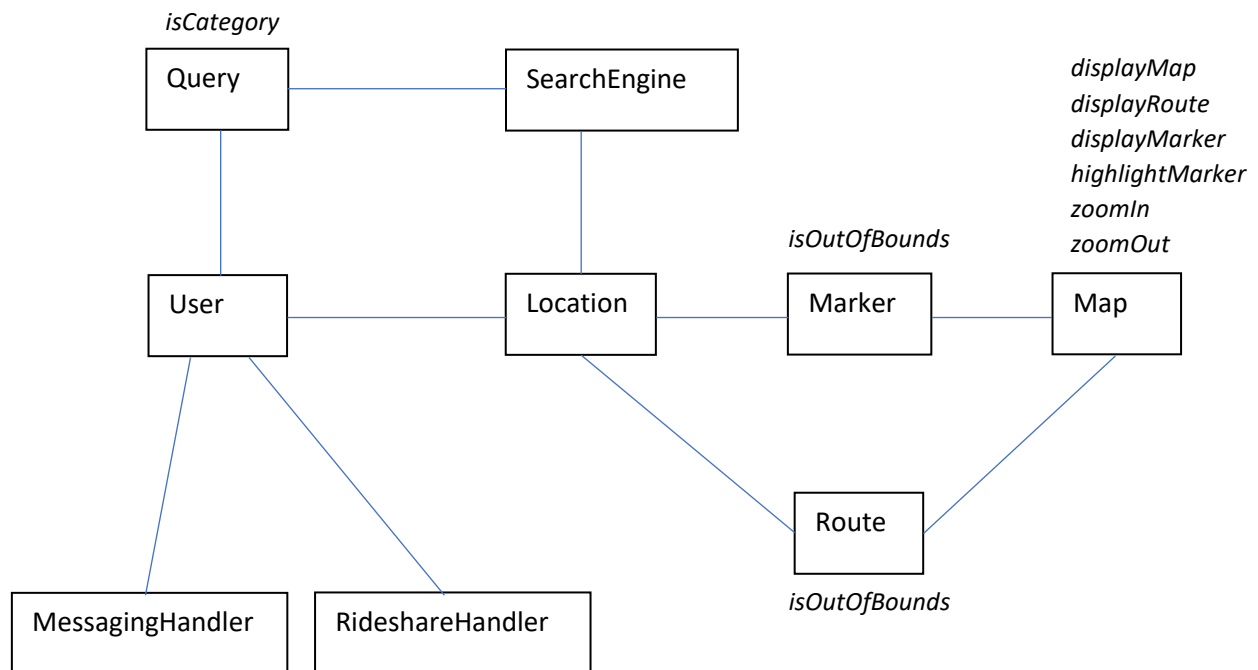 isCategory
Query
SearchEngine
displayMap
displayRoute
displayMarker
highlightMarker
zoomIn
zoomOut
isOutOfBounds
User
Location
Marker
Map
Route
isOutOfBounds
MessagingHandler
RideshareHandler